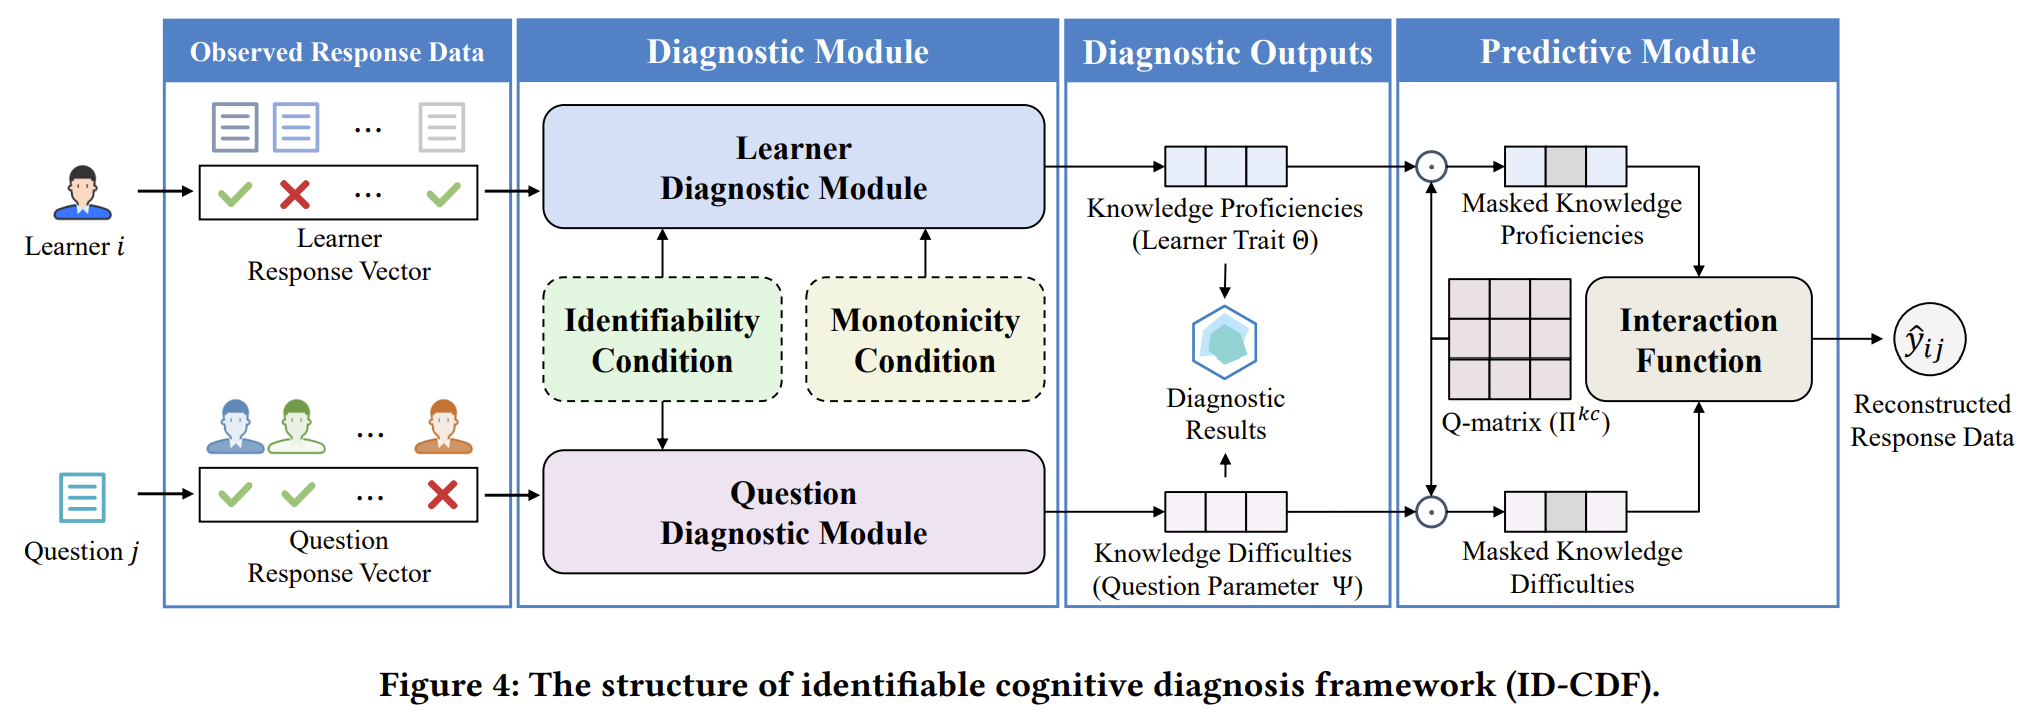 Observed Response Data
Diagnostic Module
Diagnostic Outputs
Predictive Module
...
...
Learner i
Learner
Response Vector
Learner
Diagnostic Module
Identifiability
Condition
Monotonicity
Condition
Knowledge Proficiencies
(Learner Trait Θ)
Diagnostic
Results
Masked Knowledge
Proficiencies
Interaction
Function
Q-matrix (Π^{kc})
ŷ_{ij}
Reconstructed
Response Data
...
...
Question j
Question
Response Vector
Question
Diagnostic Module
Knowledge Difficulties
(Question Parameter Ψ)
Masked Knowledge
Difficulties
Figure 4: The structure of identifiable cognitive diagnosis framework (ID-CDF).